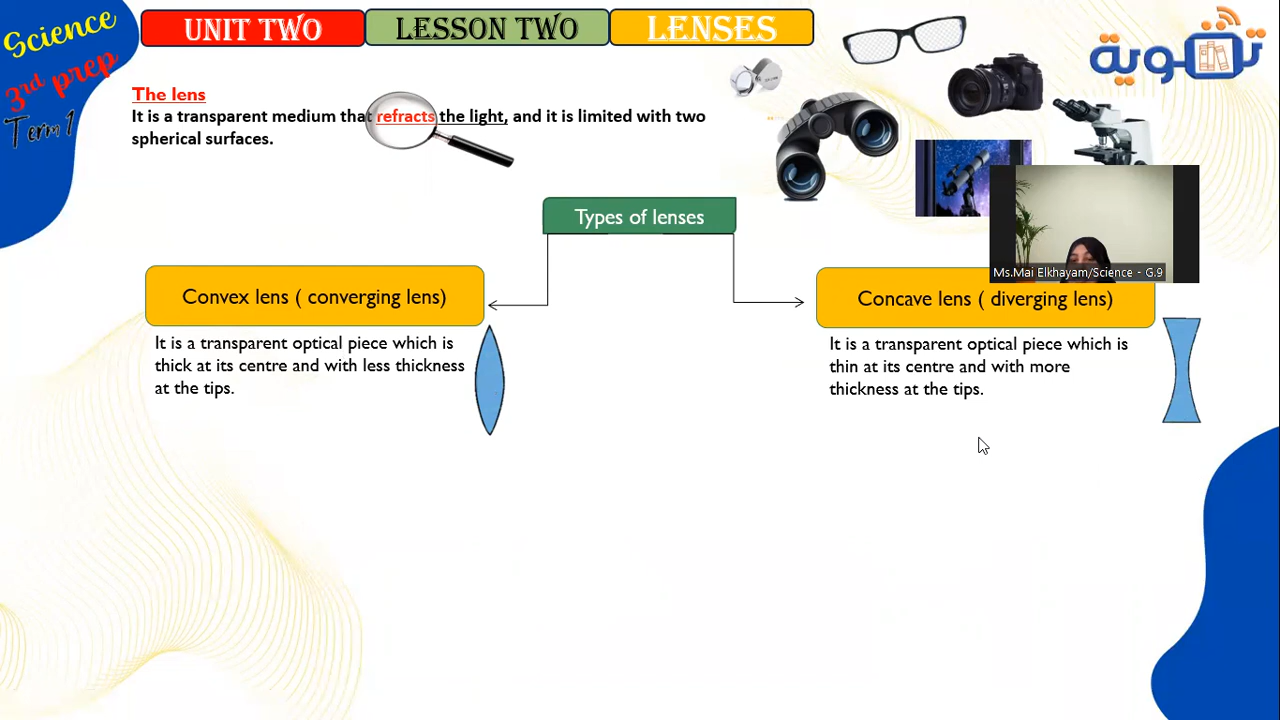 Science
3rd prep
Term 1
UNIT TWO
LESSON TWO
LENSES
تقوية
The lens
It is a transparent medium that refracts the light, and it is limited with two
spherical surfaces.
Types of lenses
Ms.Mai Elkhayam/Science - G.9
Convex lens ( converging lens)
It is a transparent optical piece which is
thick at its centre and with less thickness
at the tips.
Concave lens ( diverging lens)
It is a transparent optical piece which is
thin at its centre and with more
thickness at the tips.